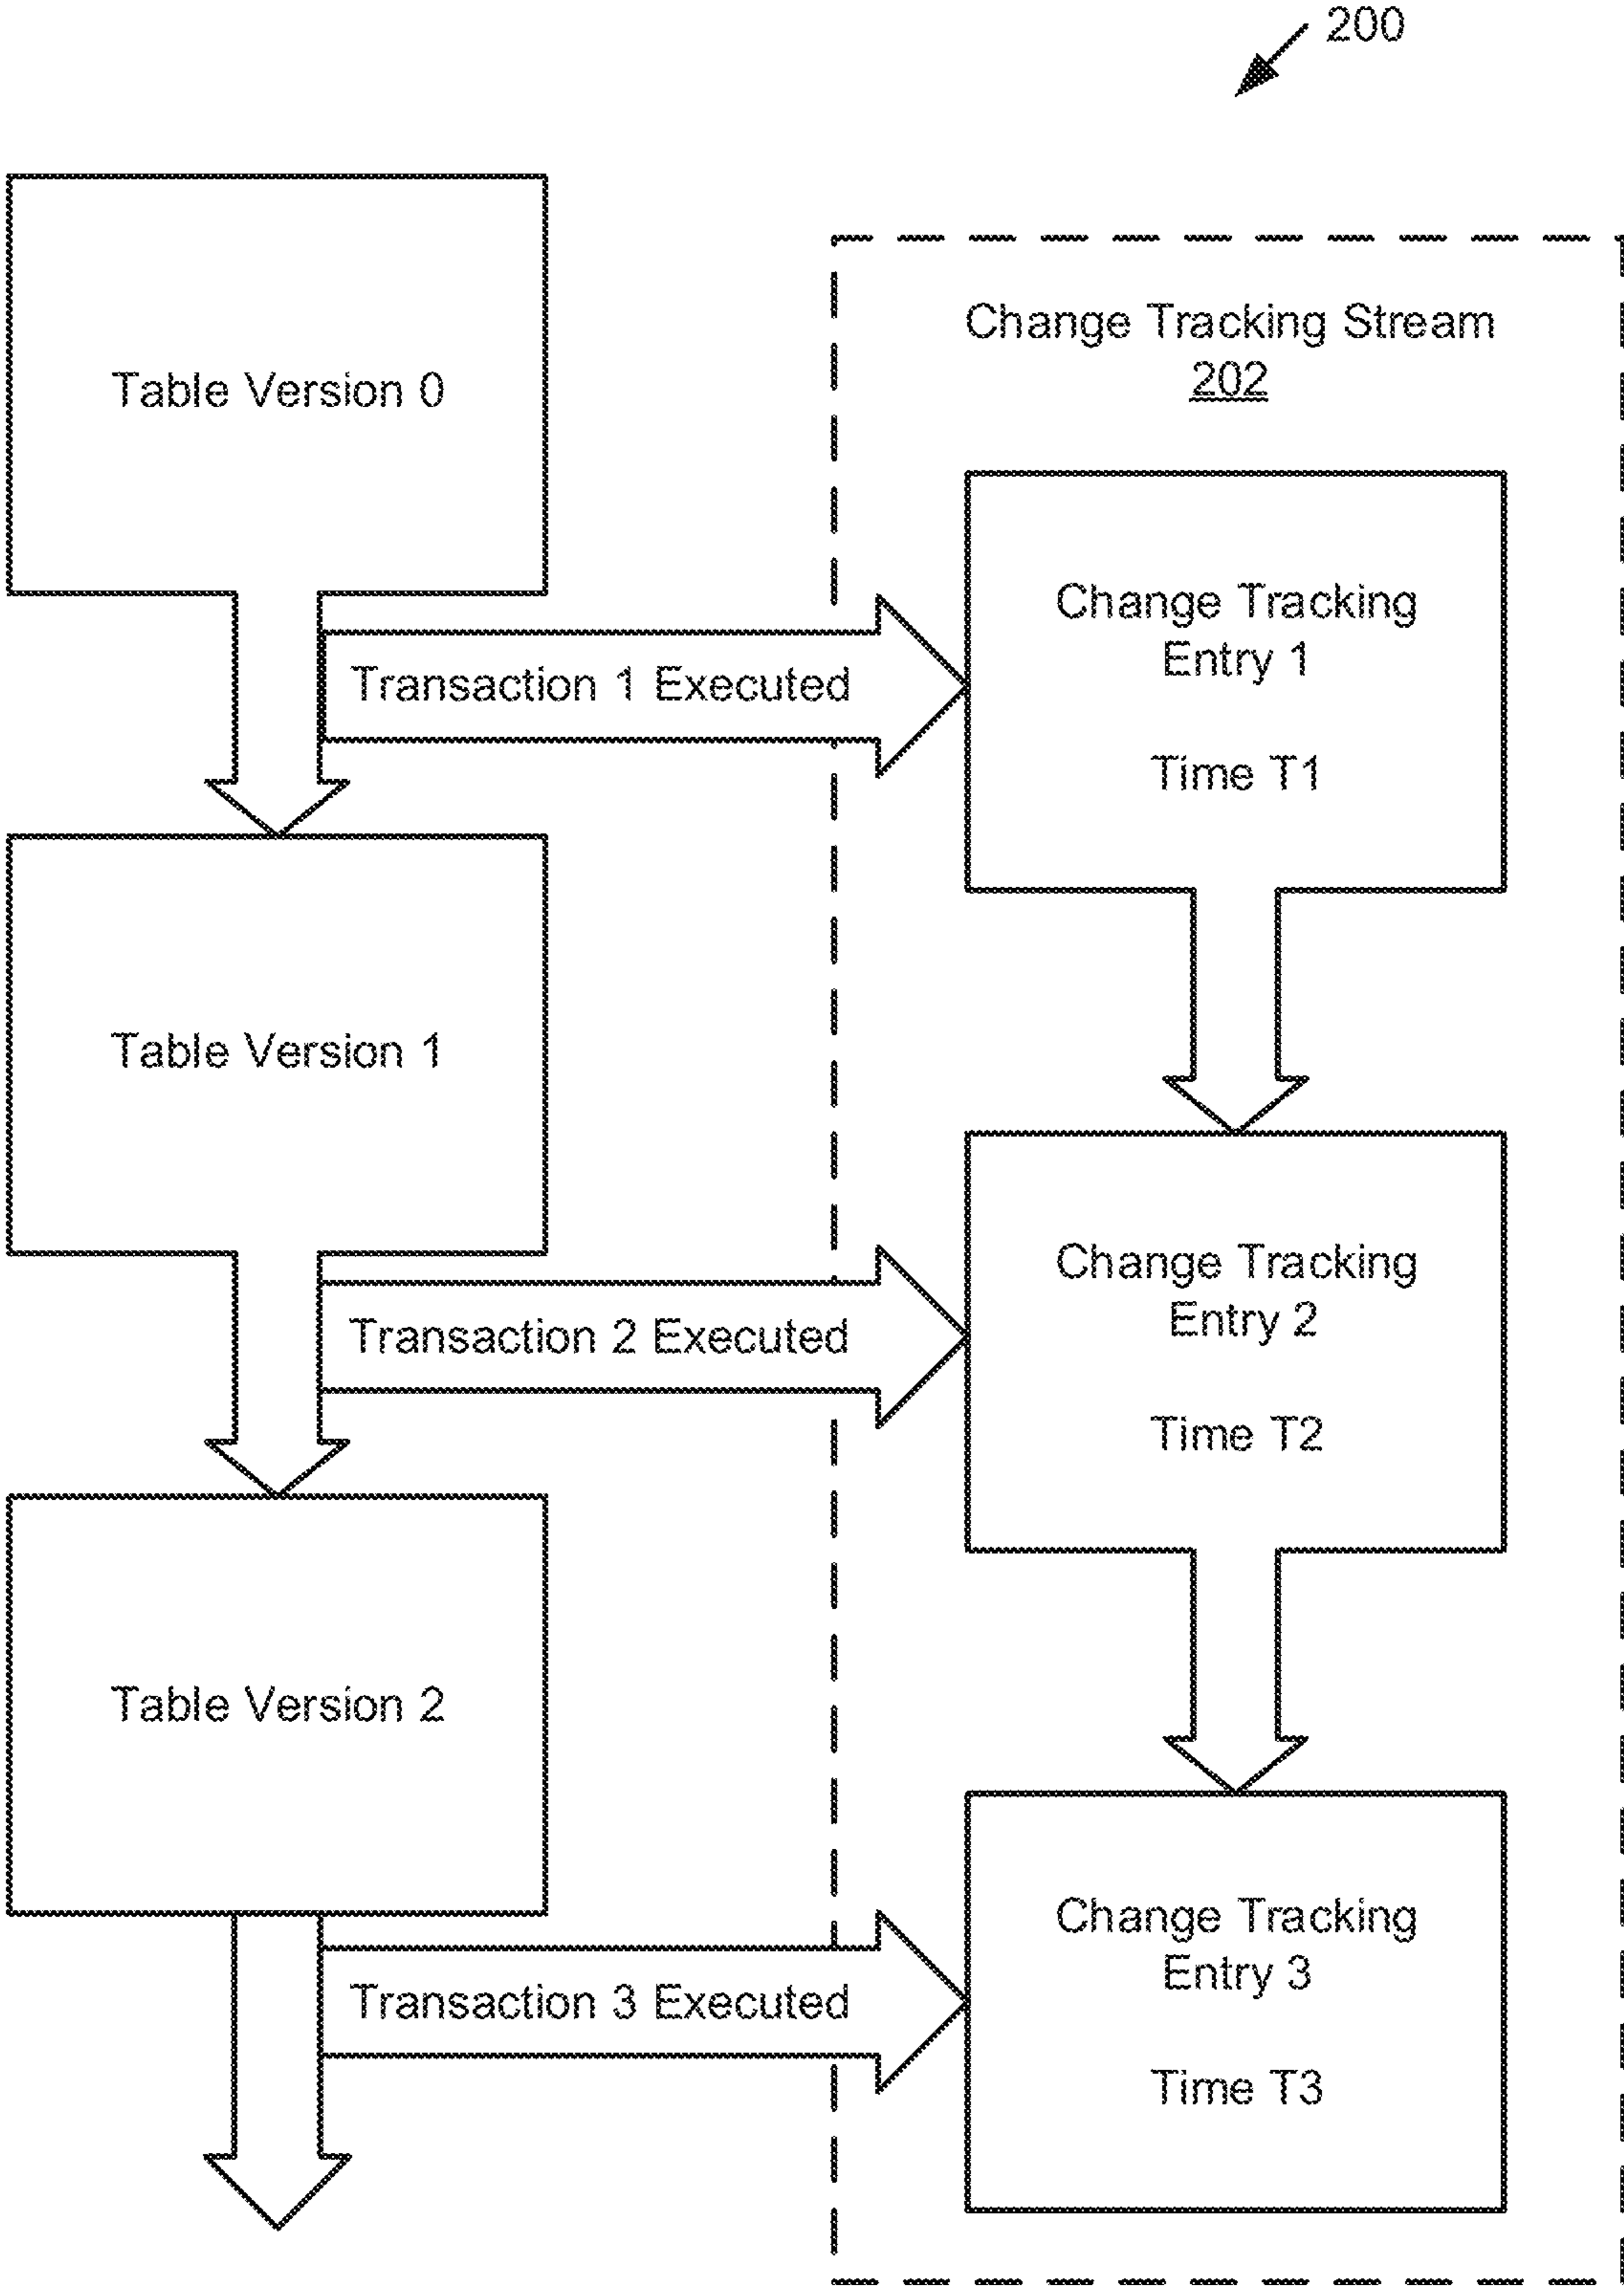 200
Table Version 0
Change Tracking Stream
202
Transaction 1 Executed
Change Tracking
Entry 1
Time T1
Table Version 1
Transaction 2 Executed
Change Tracking
Entry 2
Time T2
Table Version 2
Transaction 3 Executed
Change Tracking
Entry 3
Time T3